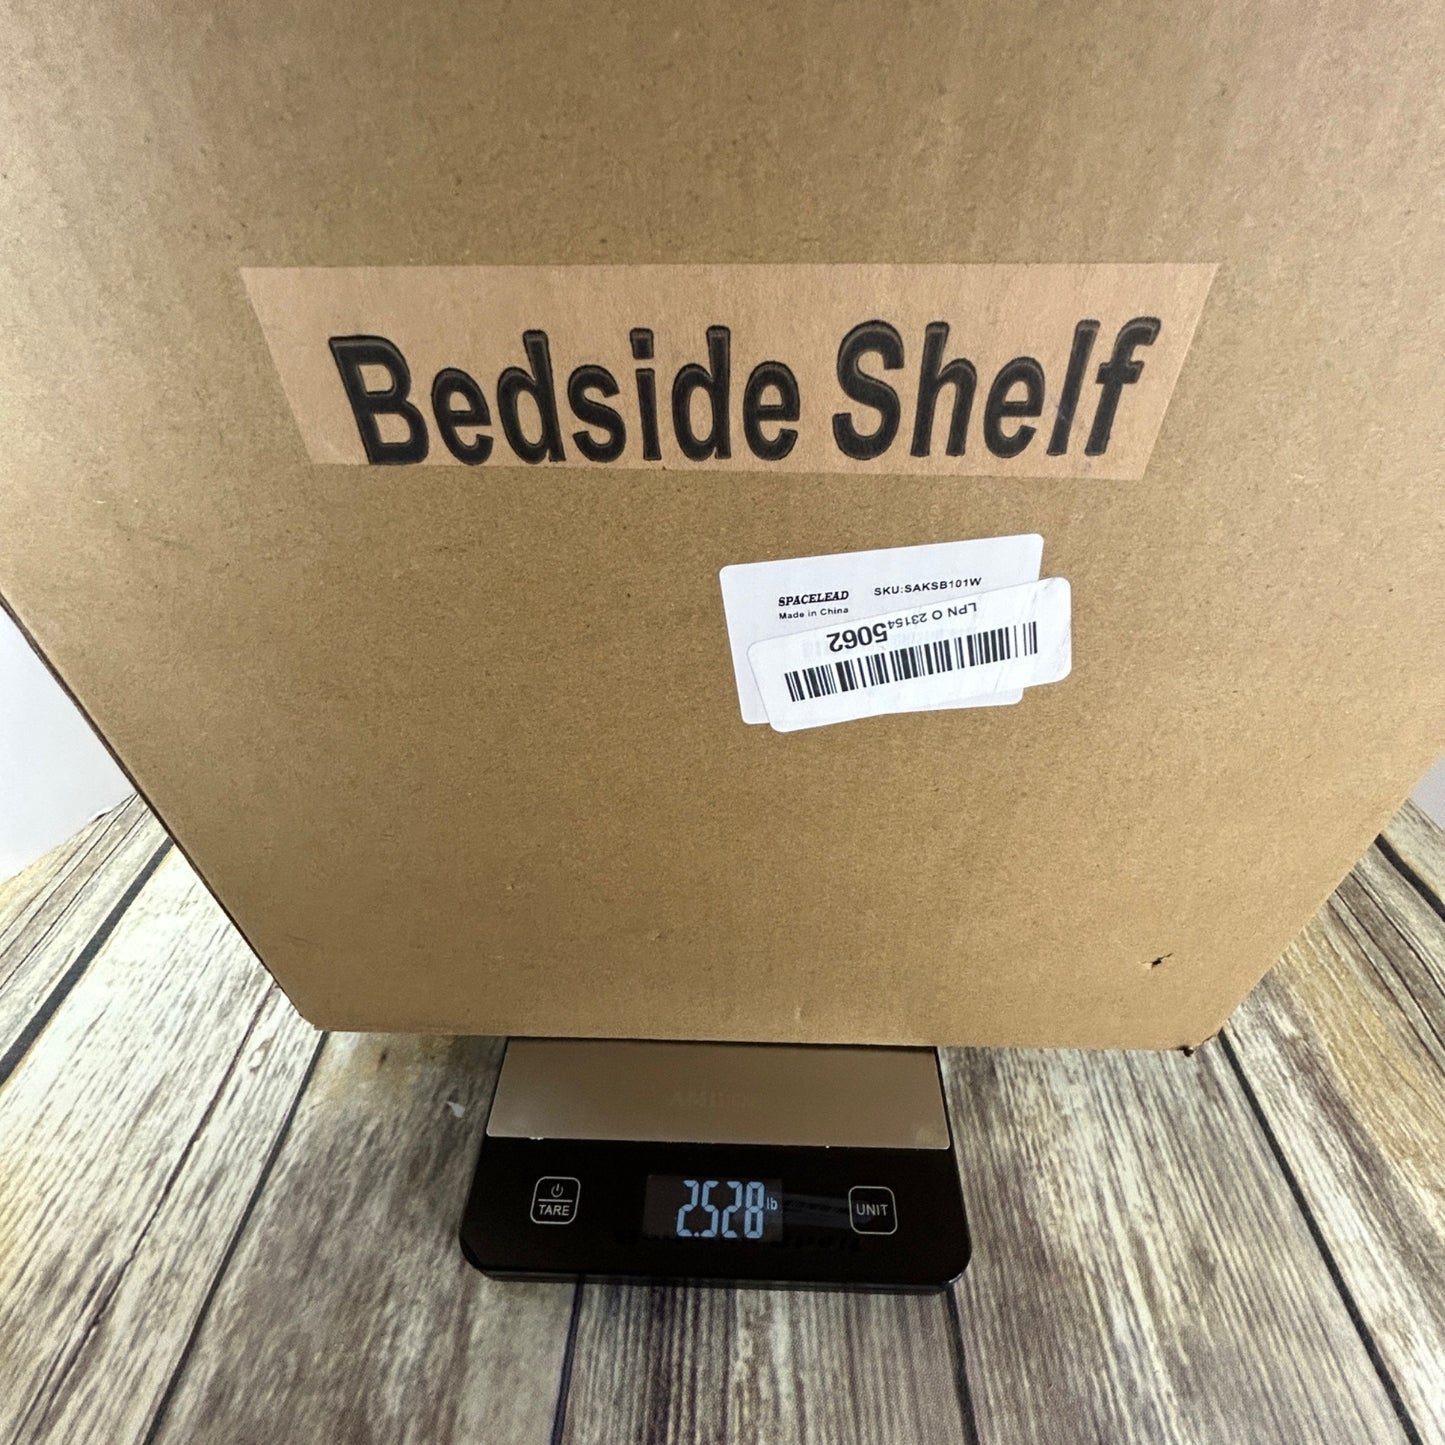 Bedside Shelf
SPACELEAD SKU:SAKSB101W
Made in China
LPN O 231545062
TARE
2.528 lb
UNIT